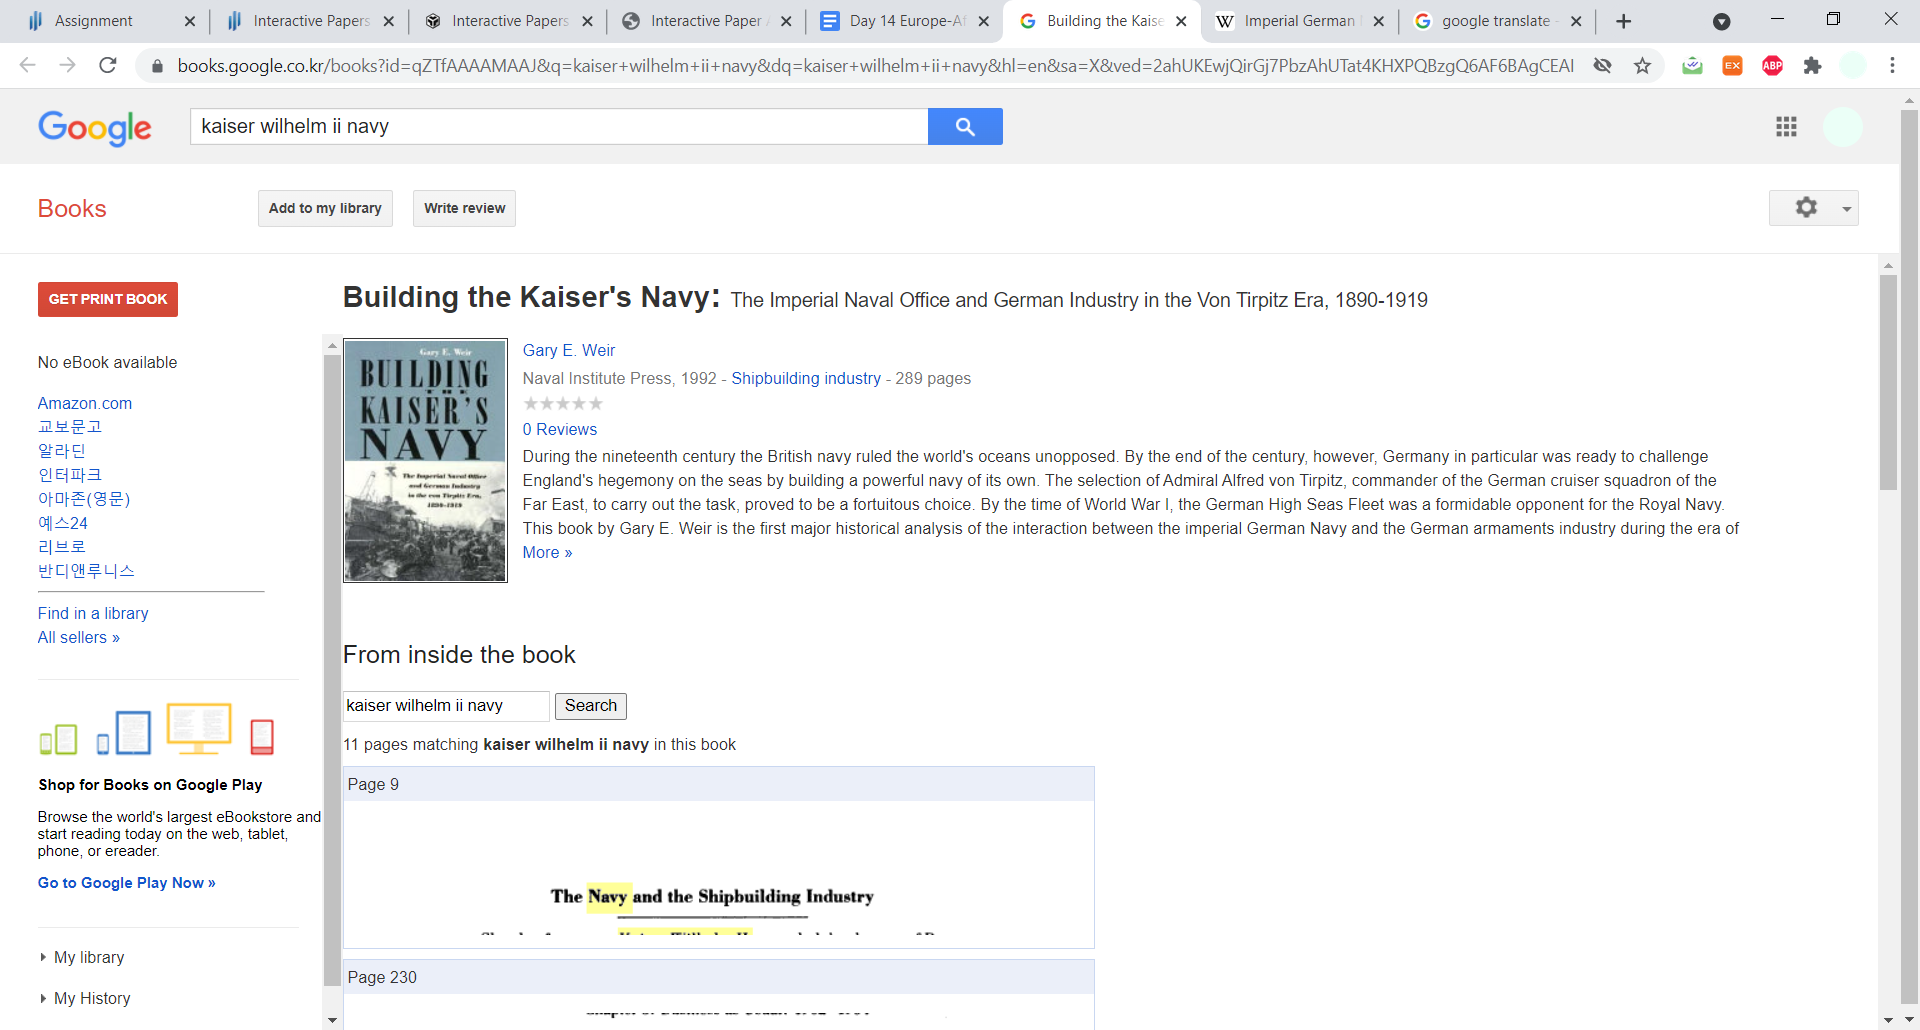 Assignment
Interactive Papers
Interactive Papers
Interactive Paper
Day 14 Europe-Af
Building the Kaise
Imperial German
google translate
books.google.co.kr/books?id=qZTfAAAAMAAJ&q=kaiser+wilhelm+ii+navy&dq=kaiser+wilhelm+ii+navy&hl=en&sa=X&ved=2ahUKEwjQirGj7PbzAhUTat4KHXPQBzgQ6AF6BAgCEAI
EX
ABP
Google
kaiser wilhelm ii navy
Books
Add to my library
Write review
GET PRINT BOOK
No eBook available
Amazon.com
교보문고
알라딘
인터파크
아마존(영문)
예스24
리브로
반디앤루니스
Find in a library
All sellers »
Shop for Books on Google Play
Browse the world's largest eBookstore and
start reading today on the web, tablet,
phone, or ereader.
Go to Google Play Now »
My library
My History
Building the Kaiser's Navy: The Imperial Naval Office and German Industry in the Von Tirpitz Era, 1890-1919
Gary E. Weir
BUILDING
THE
KAISER'S
NAVY
The Imperial Naval Office
and German Industry
in the von Tirpitz Era,
1890-1919
Gary E. Weir
Naval Institute Press, 1992 - Shipbuilding industry - 289 pages
0 Reviews
During the nineteenth century the British navy ruled the world's oceans unopposed. By the end of the century, however, Germany in particular was ready to challenge
England's hegemony on the seas by building a powerful navy of its own. The selection of Admiral Alfred von Tirpitz, commander of the German cruiser squadron of the
Far East, to carry out the task, proved to be a fortuitous choice. By the time of World War I, the German High Seas Fleet was a formidable opponent for the Royal Navy.
This book by Gary E. Weir is the first major historical analysis of the interaction between the imperial German Navy and the German armaments industry during the era of
More »
From inside the book
kaiser wilhelm ii navy
Search
11 pages matching kaiser wilhelm ii navy in this book
Page 9
The Navy and the Shipbuilding Industry
Page 230